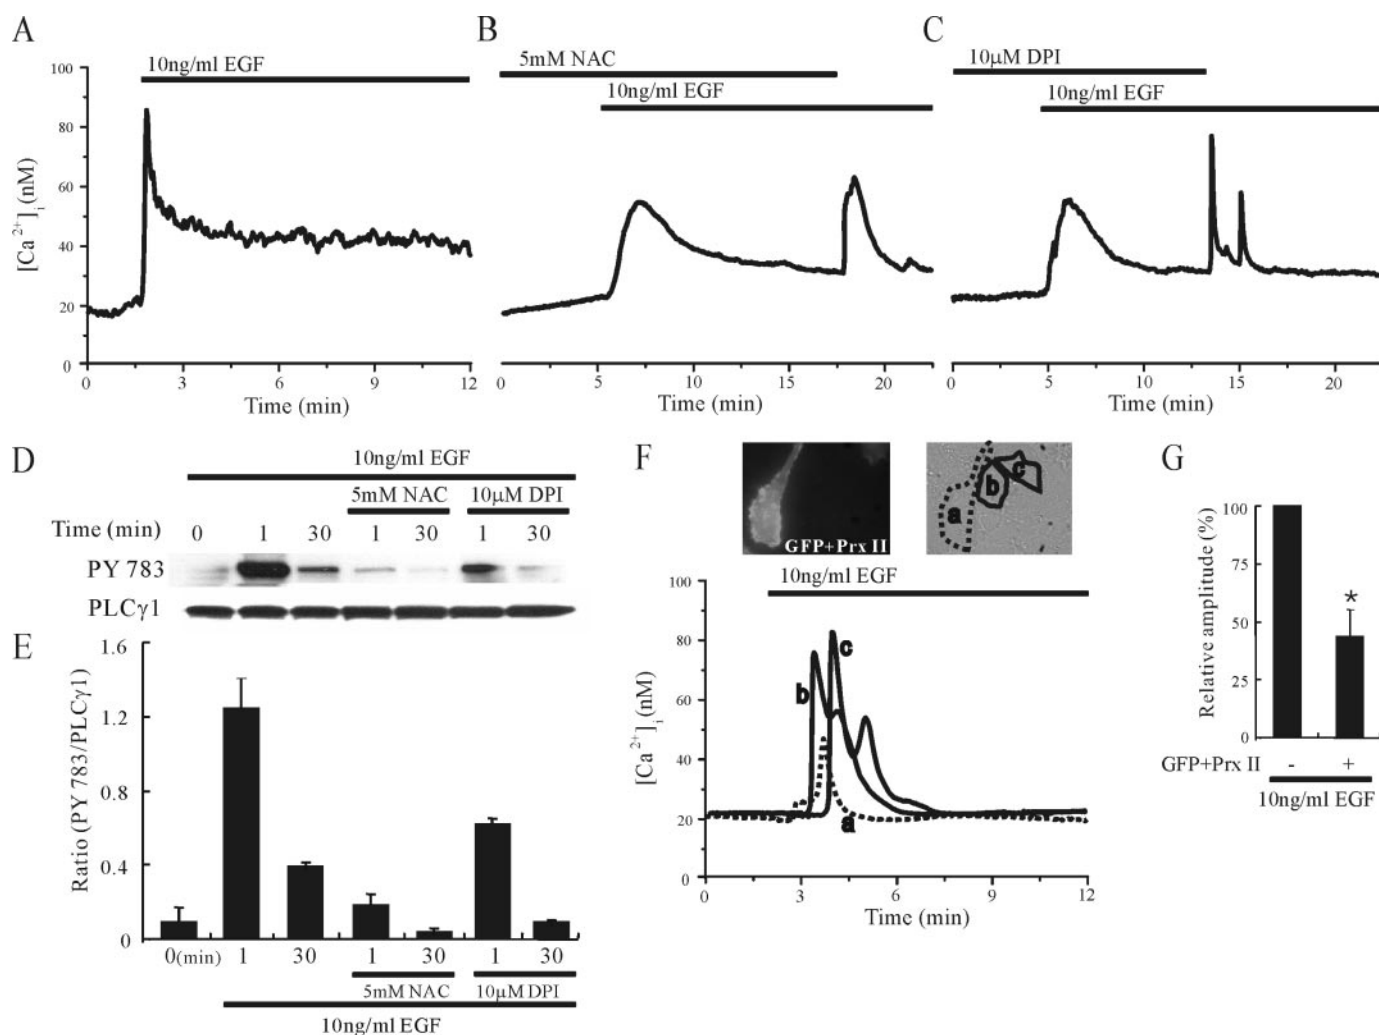 A
10ng/ml EGF
[Ca²⁺]ᵢ (nM)
100
80
60
40
20
0
0 3 6 9 12
Time (min)
B
5mM NAC
10ng/ml EGF
0 5 10 15 20
Time (min)
C
10μM DPI
10ng/ml EGF
0 5 10 15 20
Time (min)
D
10ng/ml EGF
5mM NAC 10μM DPI
Time (min) 0 1 30 1 30 1 30
PY 783
PLCγ1
E
Ratio (PY 783/PLCγ1)
1.6
1.2
0.8
0.4
0
0(min) 1 30 1 30 1 30
5mM NAC 10μM DPI
10ng/ml EGF
F
GFP+Prx II
a b c
10ng/ml EGF
[Ca²⁺]ᵢ (nM)
100
80
60
40
20
0
b c
a
0 3 6 9 12
Time (min)
G
Relative amplitude (%)
100
75
50
25
0
*
GFP+Prx II - +
10ng/ml EGF